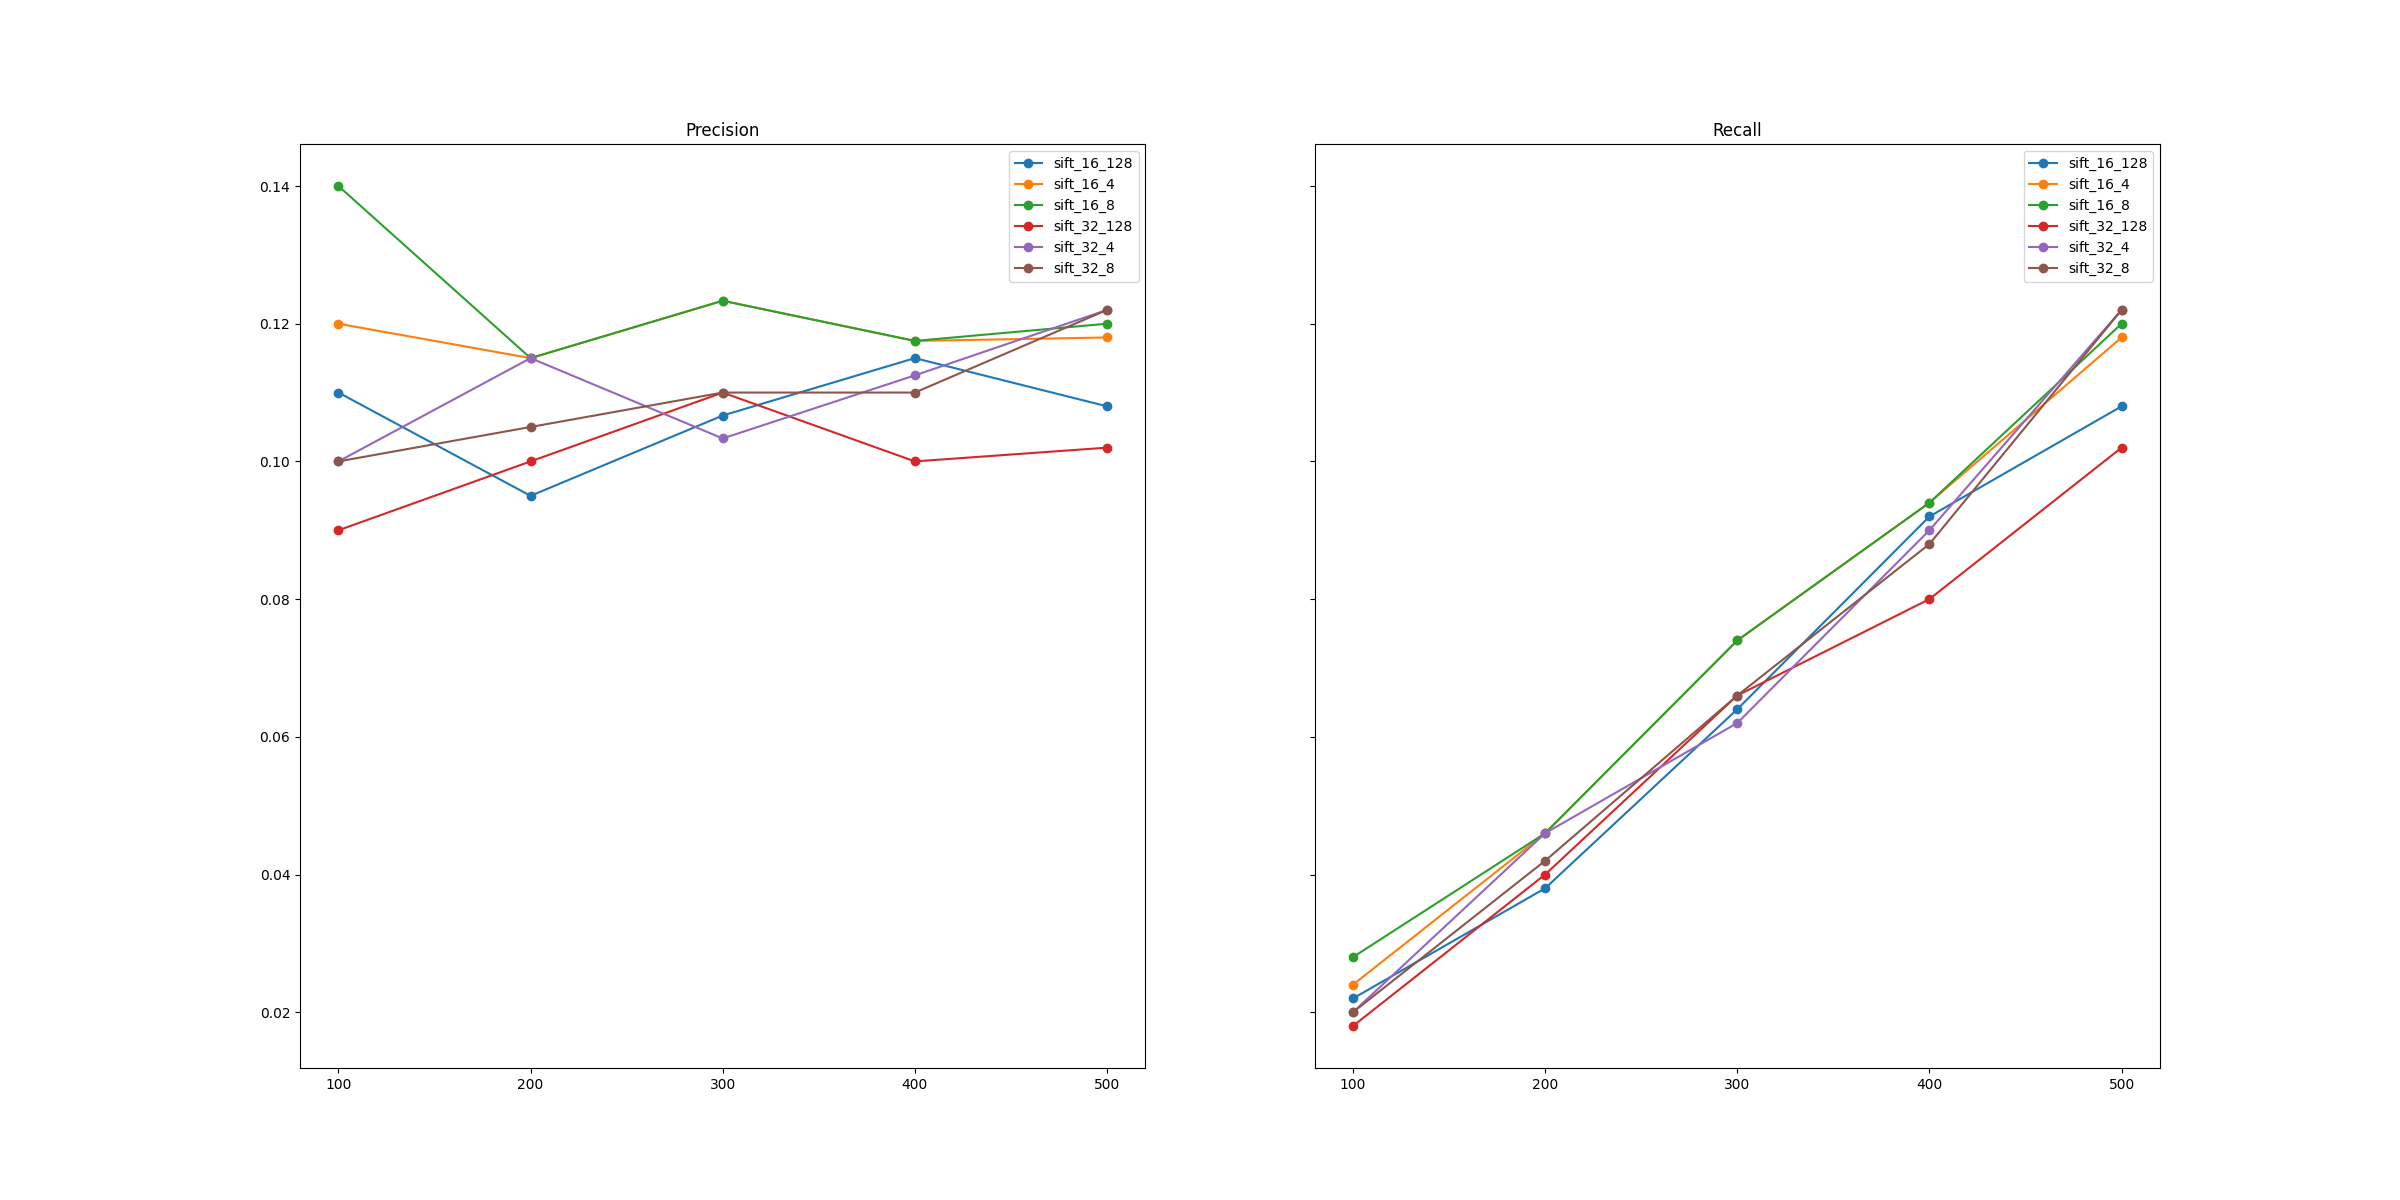 Precision
sift_16_128
sift_16_4
sift_16_8
sift_32_128
sift_32_4
sift_32_8
0.14
0.12
0.10
0.08
0.06
0.04
0.02
100 200 300 400 500
Recall
sift_16_128
sift_16_4
sift_16_8
sift_32_128
sift_32_4
sift_32_8
100 200 300 400 500